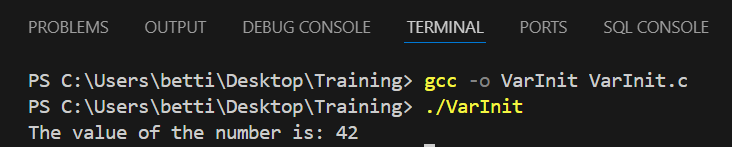 PROBLEMS OUTPUT DEBUG CONSOLE TERMINAL PORTS SQL CONSOLE
PS C:\Users\betti\Desktop\Training> gcc -o VarInit VarInit.c
PS C:\Users\betti\Desktop\Training> ./VarInit
The value of the number is: 42